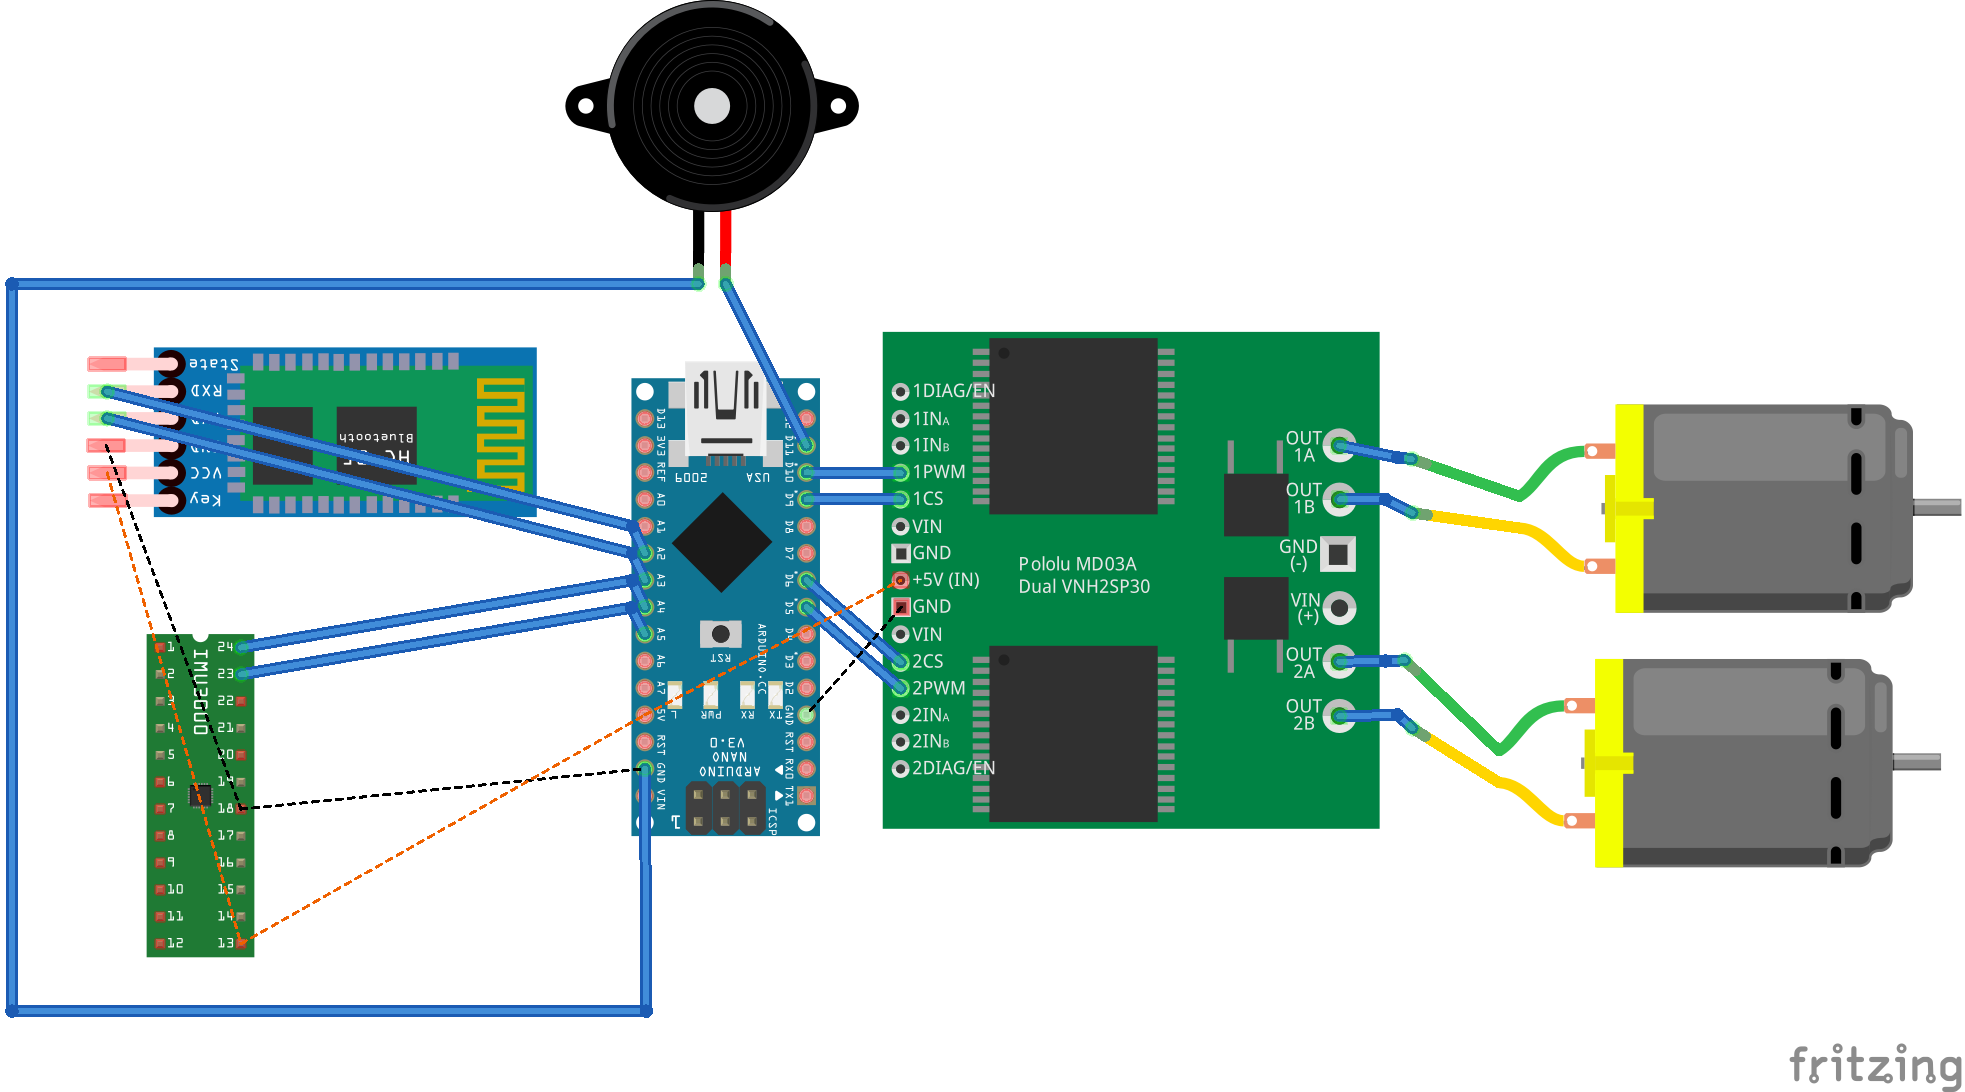 State
RXD
VCC
Key
Bluetooth
IMU3000
1
2
3
4
5
6
7
8
9
10
11
12
24
23
22
21
20
19
18
17
16
15
14
13
D13
3V3
REF
A0
A1
A2
A3
A4
A5
A6
A7
5V
RST
GND
VIN
D11
D10
D9
D8
D7
D6
D5
D4
D3
D2
GND
RST
RX0
TX1
2009
USA
RST
ARDUINO.CC
L
PWR
RX
TX
ARDUINO
NANO
V3.0
1
ICSP
1DIAG/EN
1INA
1INB
1PWM
1CS
VIN
GND
+5V (IN)
GND
VIN
2CS
2PWM
2INA
2INB
2DIAG/EN
Pololu MD03A
Dual VNH2SP30
OUT
1A
OUT
1B
GND
(-)
VIN
(+)
OUT
2A
OUT
2B
fritzing